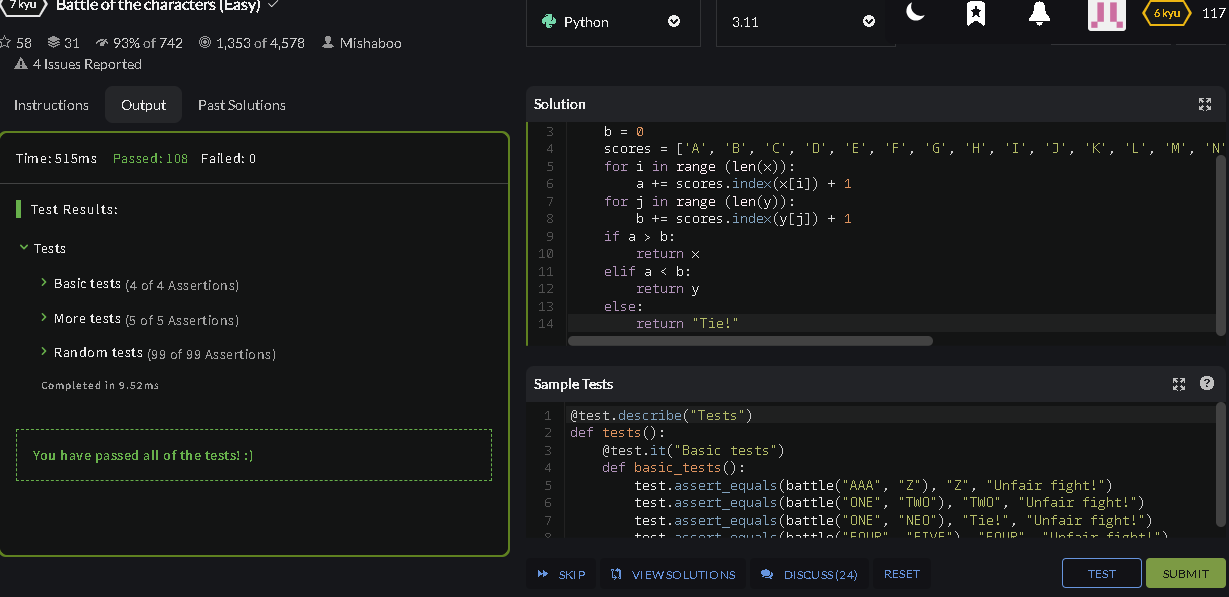 7 kyu Battle of the characters (Easy)
58 31 93% of 742 1,353 of 4,578 Mishaboo
4 Issues Reported
Python 3.11 6 kyu 117
Instructions Output Past Solutions
Time: 515ms Passed: 108 Failed: 0
Test Results:
Tests
Basic tests (4 of 4 Assertions)
More tests (5 of 5 Assertions)
Random tests (99 of 99 Assertions)
Completed in 9.52ms
You have passed all of the tests! :)
Solution
3 b = 0
4 scores = ['A', 'B', 'C', 'D', 'E', 'F', 'G', 'H', 'I', 'J', 'K', 'L', 'M', 'N'
5 for i in range (len(x)):
6 a += scores.index(x[i]) + 1
7 for j in range (len(y)):
8 b += scores.index(y[j]) + 1
9 if a > b:
10 return x
11 elif a < b:
12 return y
13 else:
14 return "Tie!"
Sample Tests
1 @test.describe("Tests")
2 def tests():
3 @test.it("Basic tests")
4 def basic_tests():
5 test.assert_equals(battle("AAA", "Z"), "Z", "Unfair fight!")
6 test.assert_equals(battle("ONE", "TWO"), "TWO", "Unfair fight!")
7 test.assert_equals(battle("ONE", "NEO"), "Tie!", "Unfair fight!")
8 test.assert_equals(battle("FOUR", "FIVE"), "FOUR", "Unfair fight!")
SKIP VIEW SOLUTIONS DISCUSS (24) RESET TEST SUBMIT